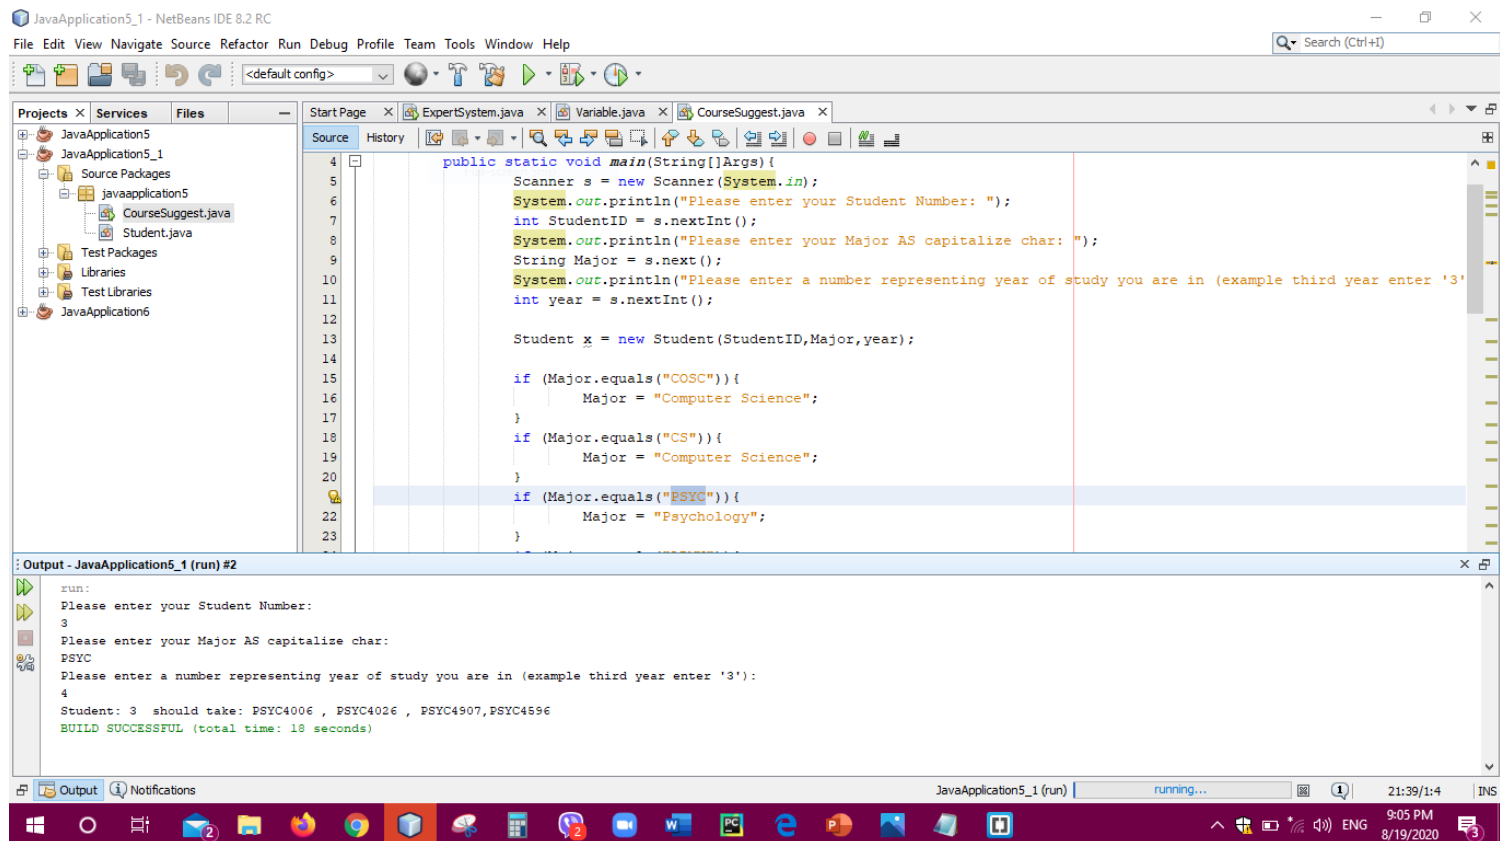 JavaApplication5_1 - NetBeans IDE 8.2 RC
File Edit View Navigate Source Refactor Run Debug Profile Team Tools Window Help
Search (Ctrl+I)
<default config>
Projects Services Files
Start Page ExpertSystem.java Variable.java CourseSuggest.java
Source History
JavaApplication5
JavaApplication5_1
Source Packages
javaapplication5
CourseSuggest.java
Student.java
Test Packages
Libraries
Test Libraries
JavaApplication6
4 public static void main(String[]Args){
5 Scanner s = new Scanner(System.in);
6 System.out.println("Please enter your Student Number: ");
7 int StudentID = s.nextInt();
8 System.out.println("Please enter your Major AS capitalize char: ");
9 String Major = s.next();
10 System.out.println("Please enter a number representing year of study you are in (example third year enter '3'
11 int year = s.nextInt();
12
13 Student x = new Student(StudentID,Major,year);
14
15 if (Major.equals("COSC")){
16 Major = "Computer Science";
17 }
18 if (Major.equals("CS")){
19 Major = "Computer Science";
20 }
if (Major.equals("PSYC")){
22 Major = "Psychology";
23 }
Output - JavaApplication5_1 (run) #2
run:
Please enter your Student Number:
3
Please enter your Major AS capitalize char:
PSYC
Please enter a number representing year of study you are in (example third year enter '3'):
4
Student: 3 should take: PSYC4006 , PSYC4026 , PSYC4907,PSYC4596
BUILD SUCCESSFUL (total time: 18 seconds)
Output Notifications
JavaApplication5_1 (run) running... 1 21:39/1:4 INS
2 2 ENG 9:05 PM
8/19/2020 3